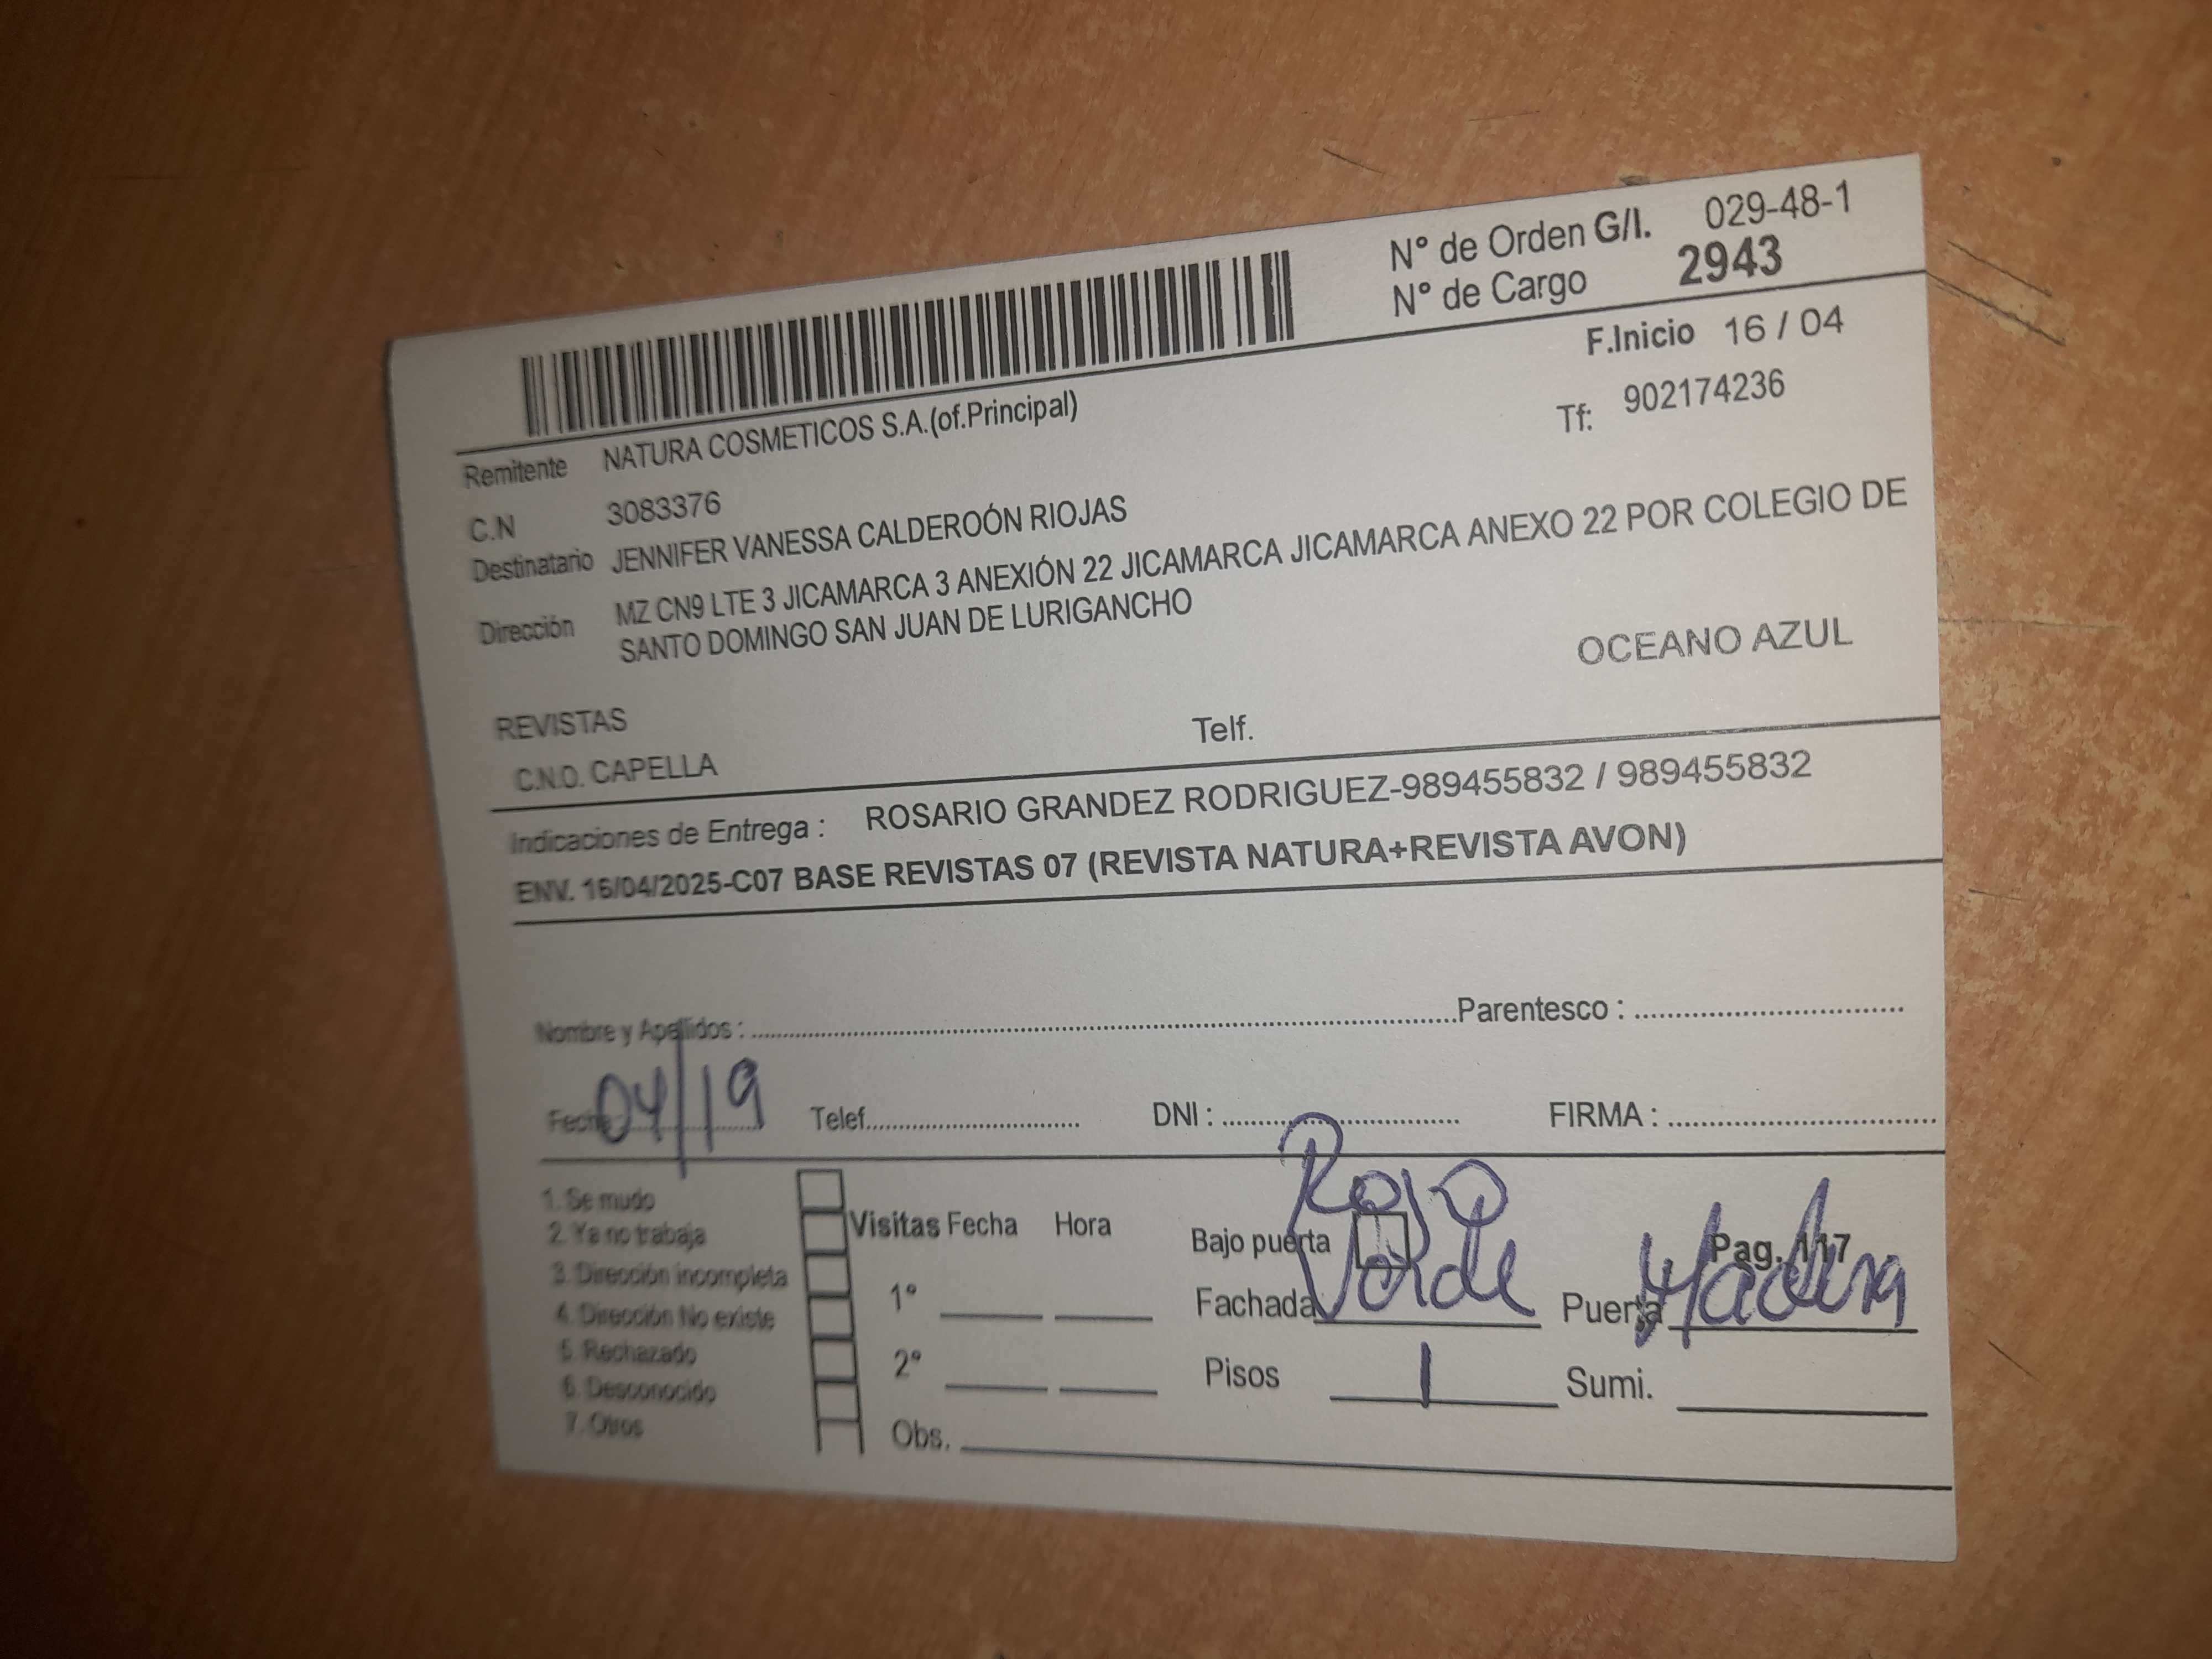 N° de Orden G/I. 029-48-1
N° de Cargo 2943
F.Inicio 16 / 04
Remitente NATURA COSMETICOS S.A.(of.Principal)
Tf: 902174236
C.N 3083376
Destinatario JENNIFER VANESSA CALDEROÓN RIOJAS
Dirección MZ CN9 LTE 3 JICAMARCA 3 ANEXIÓN 22 JICAMARCA JICAMARCA ANEXO 22 POR COLEGIO DE
SANTO DOMINGO SAN JUAN DE LURIGANCHO
OCEANO AZUL
REVISTAS
C.N.O. CAPELLA Telf.
Indicaciones de Entrega : ROSARIO GRANDEZ RODRIGUEZ-989455832 / 989455832
ENV. 16/04/2025-C07 BASE REVISTAS 07 (REVISTA NATURA+REVISTA AVON)
Nombre y Apellidos : Parentesco :
Fecha 04/19 Telef. DNI : FIRMA :
1. Se mudo
2. Ya no trabaja
3. Dirección incompleta
4. Dirección No existe
5. Rechazado
6. Desconocido
7. Otros
Visitas Fecha Hora
1°
2°
Obs.
Rojo
Bajo puerta Pag. 117
Fachada Verde Puerta Madera
Pisos 1 Sumi.